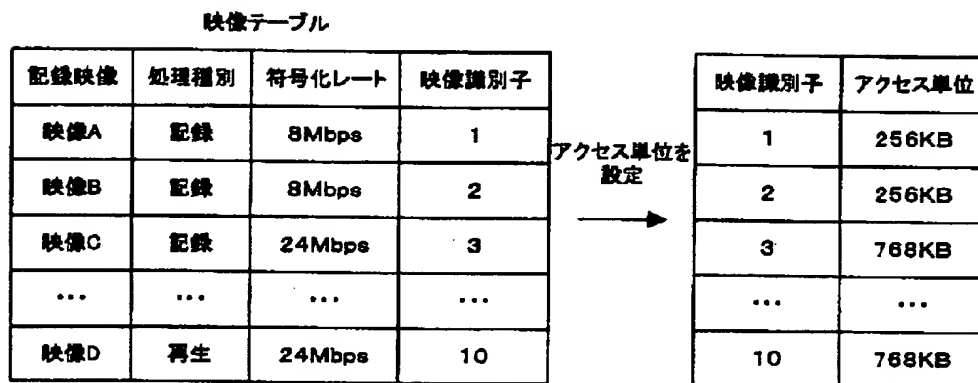 映像テーブル
記録映像 処理種別 符号化レート 映像識別子
映像A 記録 8Mbps 1
映像B 記録 8Mbps 2
映像C 記録 24Mbps 3
... ... ... ...
映像D 再生 24Mbps 10
アクセス単位を
設定
映像識別子 アクセス単位
1 256KB
2 256KB
3 768KB
... ...
10 768KB